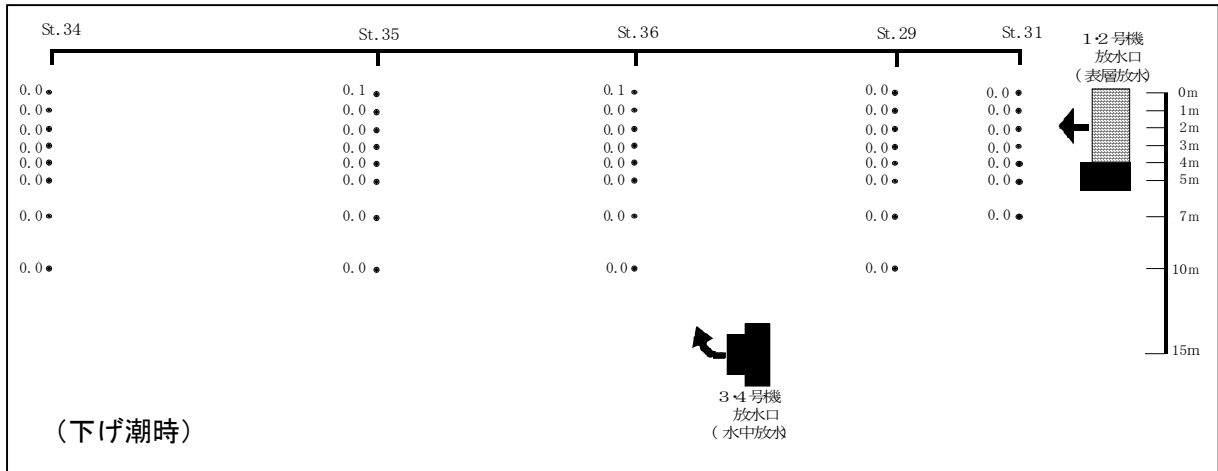 St.34 St.35 St.36 St.29 St.31
1・2号機
放水口
(表層放水)
0.0 0.1 0.1 0.0 0.0 0m
0.0 0.0 0.0 0.0 0.0 1m
0.0 0.0 0.0 0.0 0.0 2m
0.0 0.0 0.0 0.0 0.0 3m
0.0 0.0 0.0 0.0 0.0 4m
0.0 0.0 0.0 0.0 0.0 5m
0.0 0.0 0.0 0.0 0.0 7m
0.0 0.0 0.0 0.0 10m
15m
3・4号機
放水口
(水中放水)
(下げ潮時)